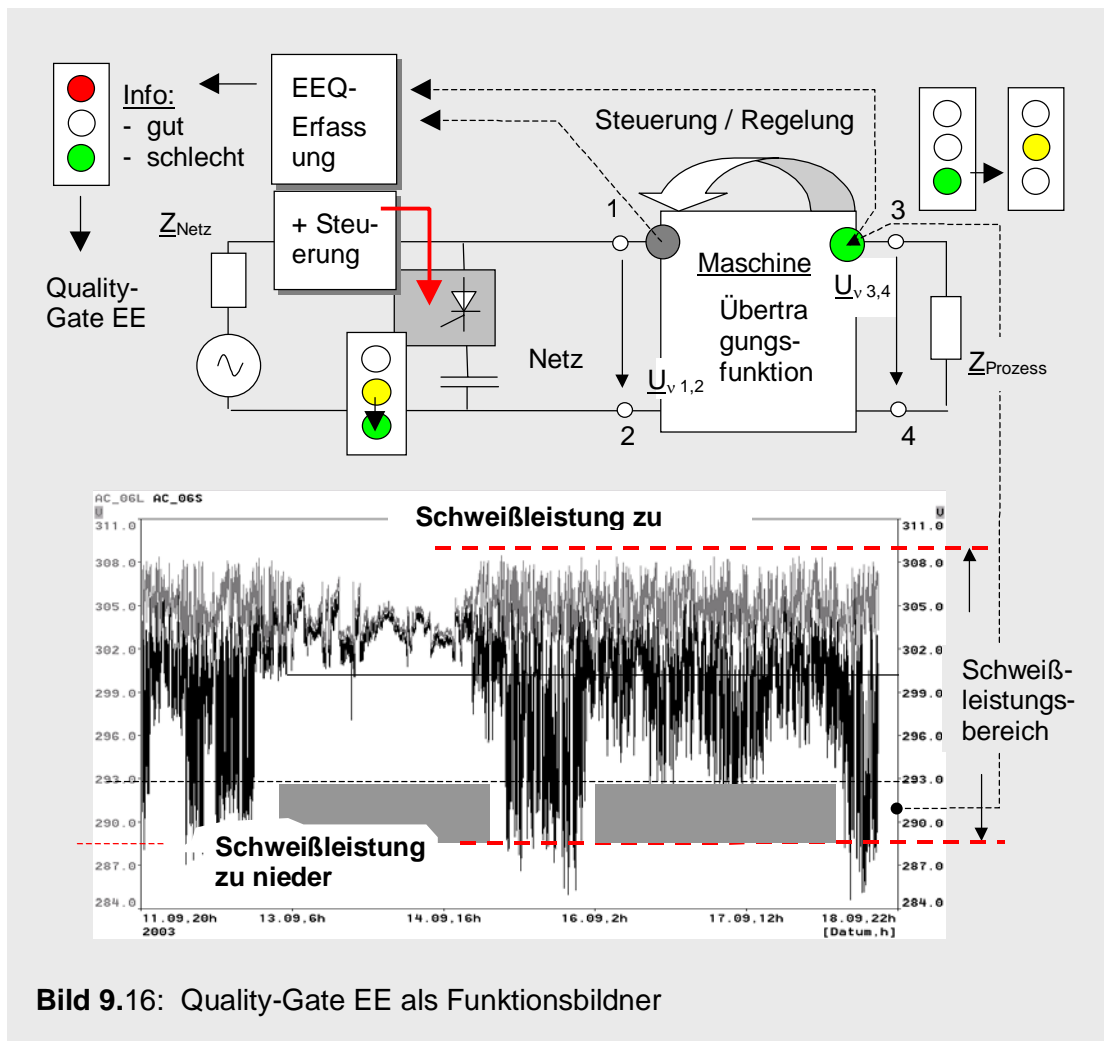 Info:
- gut
- schlecht
EEQ-
Erfass
ung
+ Steu-
erung
Steuerung / Regelung
Z Netz
Quality-
Gate EE
Netz
1
2
3
4
U ν 1,2
U ν 3,4
Maschine
Übertra
gungs-
funktion
Z Prozess
AC_06L AC_06S
U
U
Schweißleistung zu
311.0
308.0
305.0
302.0
299.0
296.0
293.0
290.0
287.0
284.0
311.0
308.0
305.0
302.0
299.0
296.0
293.0
290.0
287.0
284.0
Schweißleistung
zu nieder
Schweiß-
leistungs-
bereich
11.09,20h 13.09,6h 14.09,16h 16.09,2h 17.09,12h 18.09,22h
2003 [Datum,h]
Bild 9.16: Quality-Gate EE als Funktionsbildner